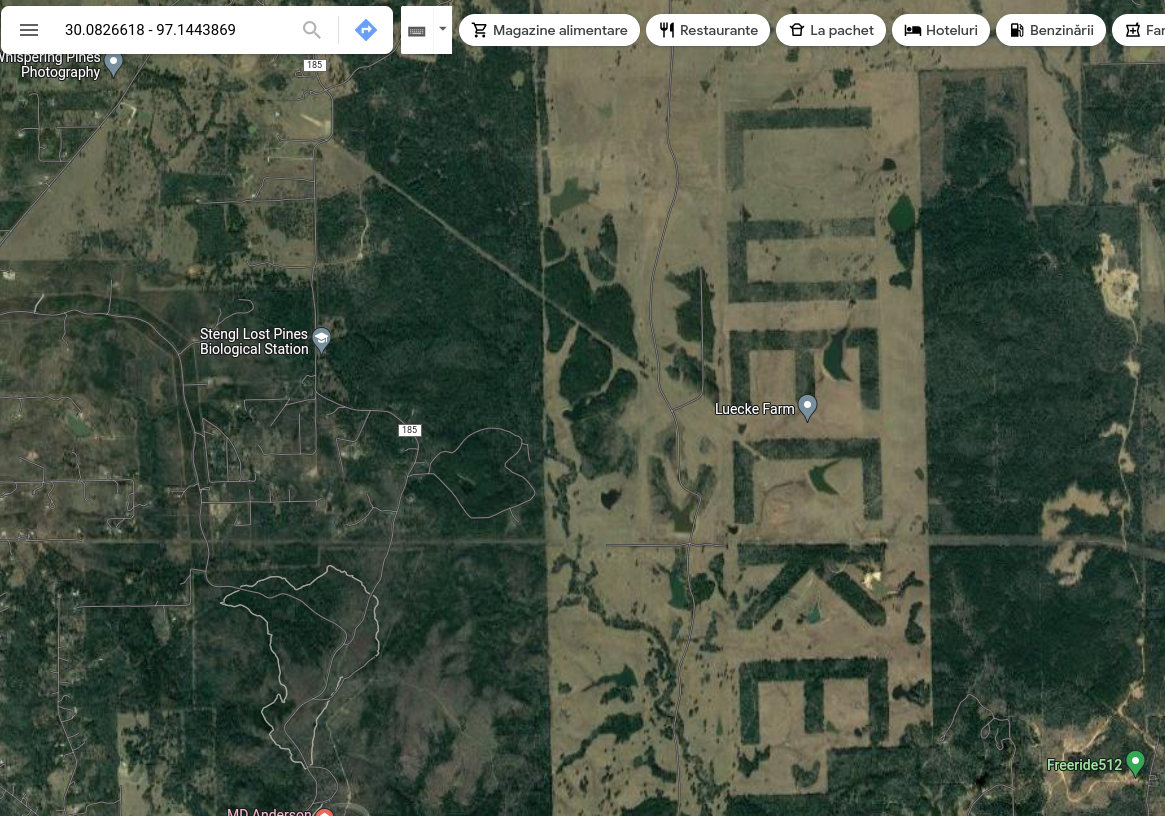 30.0826618 - 97.1443869
Magazine alimentare
Restaurante
La pachet
Hoteluri
Benzinării
Far
Whispering Pines
Photography
185
Stengl Lost Pines
Biological Station
Luecke Farm
185
LUECKE
Freeride512
MD Anderson